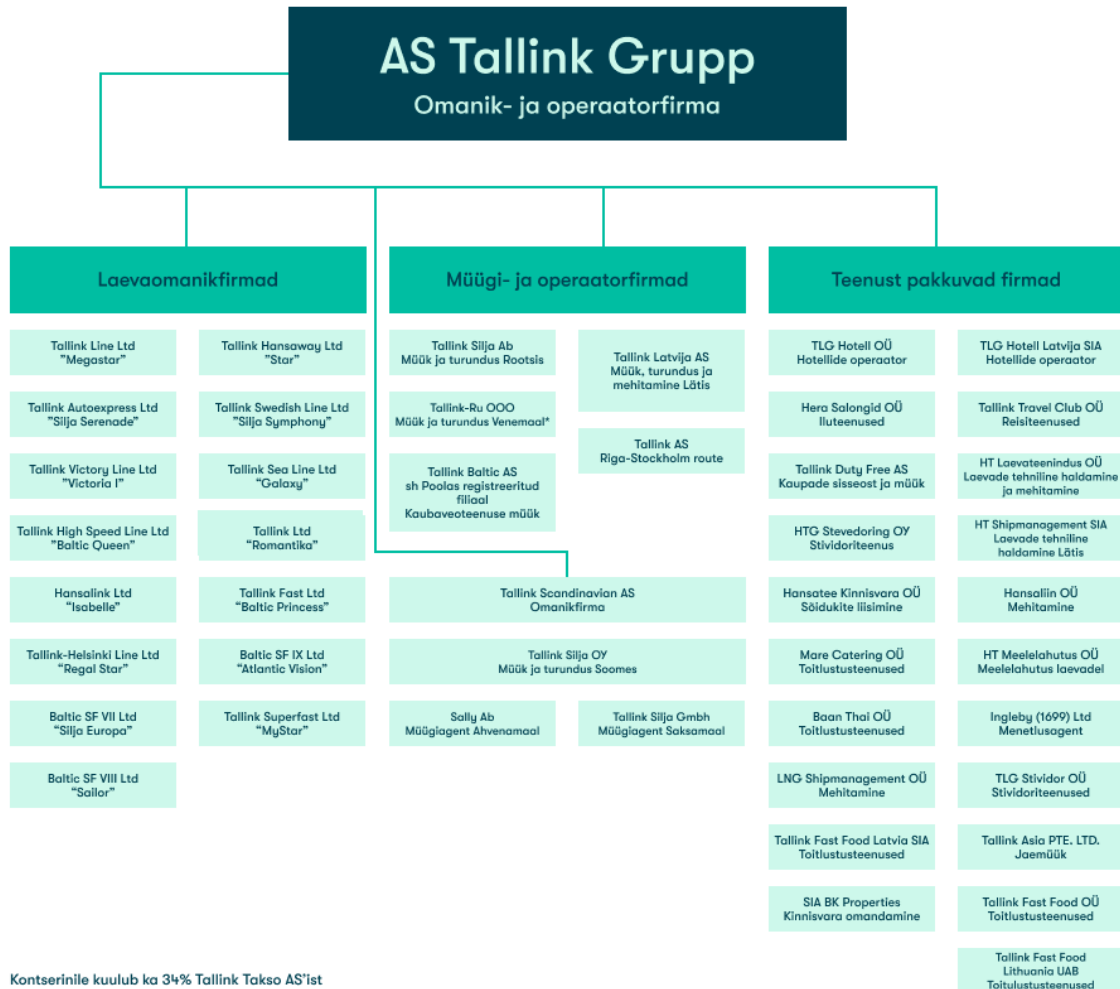 AS Tallink Grupp
Omanik- ja operaatorfirma
Laevaomanikfirmad
Tallink Line Ltd
"Megastar"
Tallink Hansaway Ltd
"Star"
Tallink Autoexpress Ltd
"Silja Serenade"
Tallink Swedish Line Ltd
"Silja Symphony"
Tallink Victory Line Ltd
"Victoria I"
Tallink Sea Line Ltd
"Galaxy"
Tallink High Speed Line Ltd
"Baltic Queen"
Tallink Ltd
"Romantika"
Hansalink Ltd
"Isabelle"
Tallink Fast Ltd
"Baltic Princess"
Tallink-Helsinki Line Ltd
"Regal Star"
Baltic SF IX Ltd
"Atlantic Vision"
Baltic SF VII Ltd
"Silja Europa"
Tallink Superfast Ltd
"MyStar"
Baltic SF VIII Ltd
"Sailor"
Müügi- ja operaatorfirmad
Tallink Silja Ab
Müük ja turundus Rootsis
Tallink Latvija AS
Müük, turundus ja
mehitamine Lätis
Tallink-Ru OOO
Müük ja turundus Venemaal*
Tallink AS
Riga-Stockholm route
Tallink Baltic AS
sh Poolas registreeritud
filiaal
Kaubaveoteenuse müük
Tallink Scandinavian AS
Omanikfirma
Tallink Silja OY
Müük ja turundus Soomes
Sally Ab
Müügiagent Ahvenamaal
Tallink Silja Gmbh
Müügiagent Saksamaal
Teenust pakkuvad firmad
TLG Hotell OÜ
Hotellide operaator
TLG Hotell Latvija SIA
Hotellide operaator
Hera Salongid OÜ
Iluteenused
Tallink Travel Club OÜ
Reisiteenused
Tallink Duty Free AS
Kaupade sisseost ja müük
HT Laevateenindus OÜ
Laevade tehniline haldamine
ja mehitamine
HTG Stevedoring OY
Stividoriteenus
HT Shipmanagement SIA
Laevade tehniline
haldamine Lätis
Hansatee Kinnisvara OÜ
Sõidukite liisimine
Hansaliin OÜ
Mehitamine
Mare Catering OÜ
Toitlustusteenused
HT Meelelahutus OÜ
Meelelahutus laevadel
Baan Thai OÜ
Toitlustusteenused
Ingleby (1699) Ltd
Menetlusagent
LNG Shipmanagement OÜ
Mehitamine
TLG Stividor OÜ
Stividoriteenused
Tallink Fast Food Latvia SIA
Toitlustusteenused
Tallink Asia PTE. LTD.
Jaemüük
SIA BK Properties
Kinnisvara omandamine
Tallink Fast Food OÜ
Toitlustusteenused
Tallink Fast Food
Lithuania UAB
Toitulustusteenused
Kontserinile kuulub ka 34% Tallink Takso AS'ist